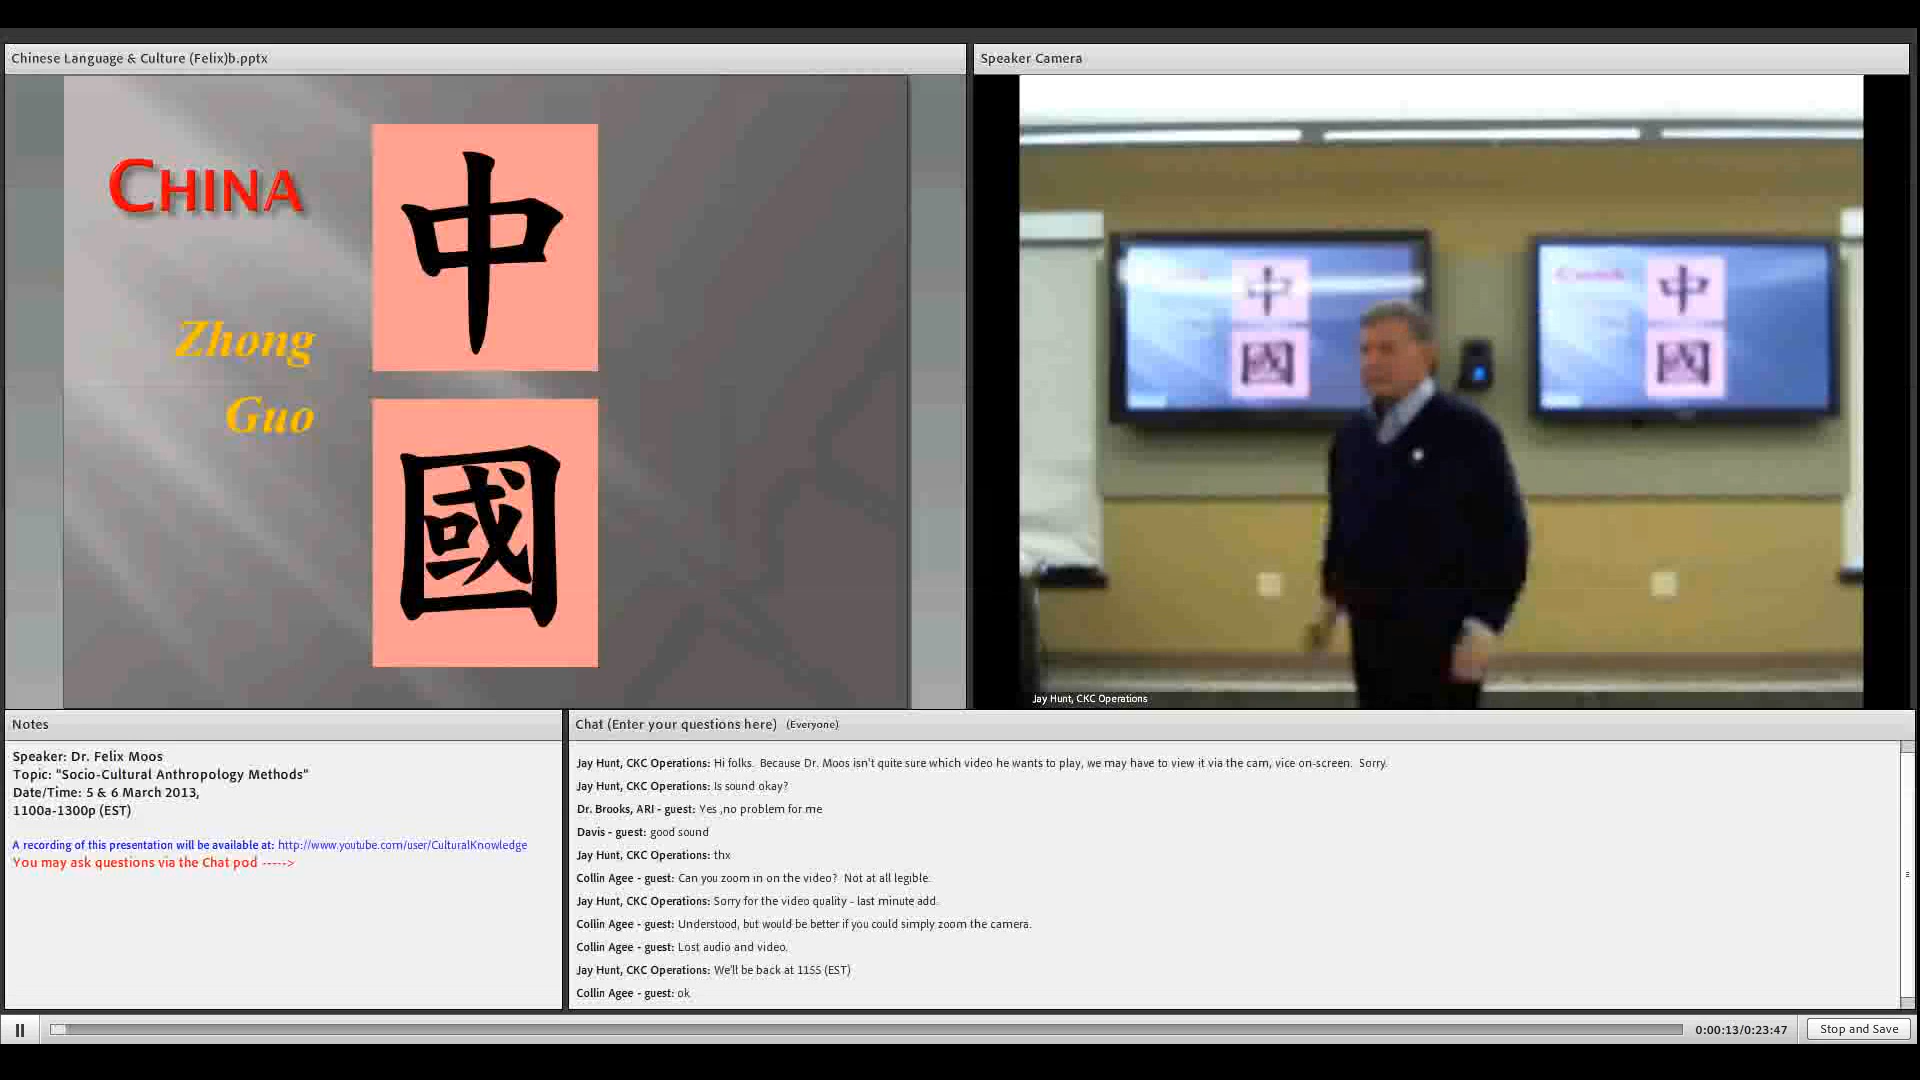 Chinese Language & Culture (Felix)b.pptx
CHINA
中
Zhong
Guo
國
Speaker Camera
中
國
中
國
Jay Hunt, CKC Operations
Notes
Speaker: Dr. Felix Moos
Topic: "Socio-Cultural Anthropology Methods"
Date/Time: 5 & 6 March 2013,
1100a-1300p (EST)
A recording of this presentation will be available at: http://www.youtube.com/user/CulturalKnowledge
You may ask questions via the Chat pod ----->
Chat (Enter your questions here) (Everyone)
Jay Hunt, CKC Operations: Hi folks. Because Dr. Moos isn't quite sure which video he wants to play, we may have to view it via the cam, vice on-screen. Sorry.
Jay Hunt, CKC Operations: Is sound okay?
Dr. Brooks, ARI - guest: Yes ,no problem for me
Davis - guest: good sound
Jay Hunt, CKC Operations: thx
Collin Agee - guest: Can you zoom in on the video? Not at all legible.
Jay Hunt, CKC Operations: Sorry for the video quality - last minute add.
Collin Agee - guest: Understood, but would be better if you could simply zoom the camera.
Collin Agee - guest: Lost audio and video.
Jay Hunt, CKC Operations: We'll be back at 1155 (EST)
Collin Agee - guest: ok
0:00:13/0:23:47
Stop and Save